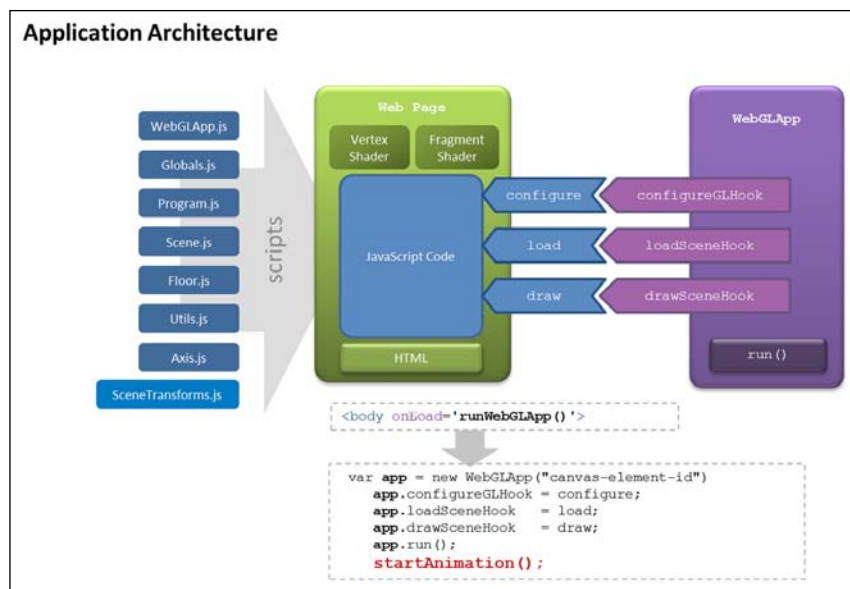 Application Architecture
WebGLApp.js
Globals.js
Program.js
Scene.js
Floor.js
Utils.js
Axis.js
SceneTransforms.js
scripts
Web Page
Vertex
Shader
Fragment
Shader
JavaScript Code
HTML
configure
load
draw
WebGLApp
configureGLHook
loadSceneHook
drawSceneHook
run()
<body onLoad='runWebGLApp()'>
var app = new WebGLApp("canvas-element-id")
app.configureGLHook = configure;
app.loadSceneHook = load;
app.drawSceneHook = draw;
app.run();
startAnimation();